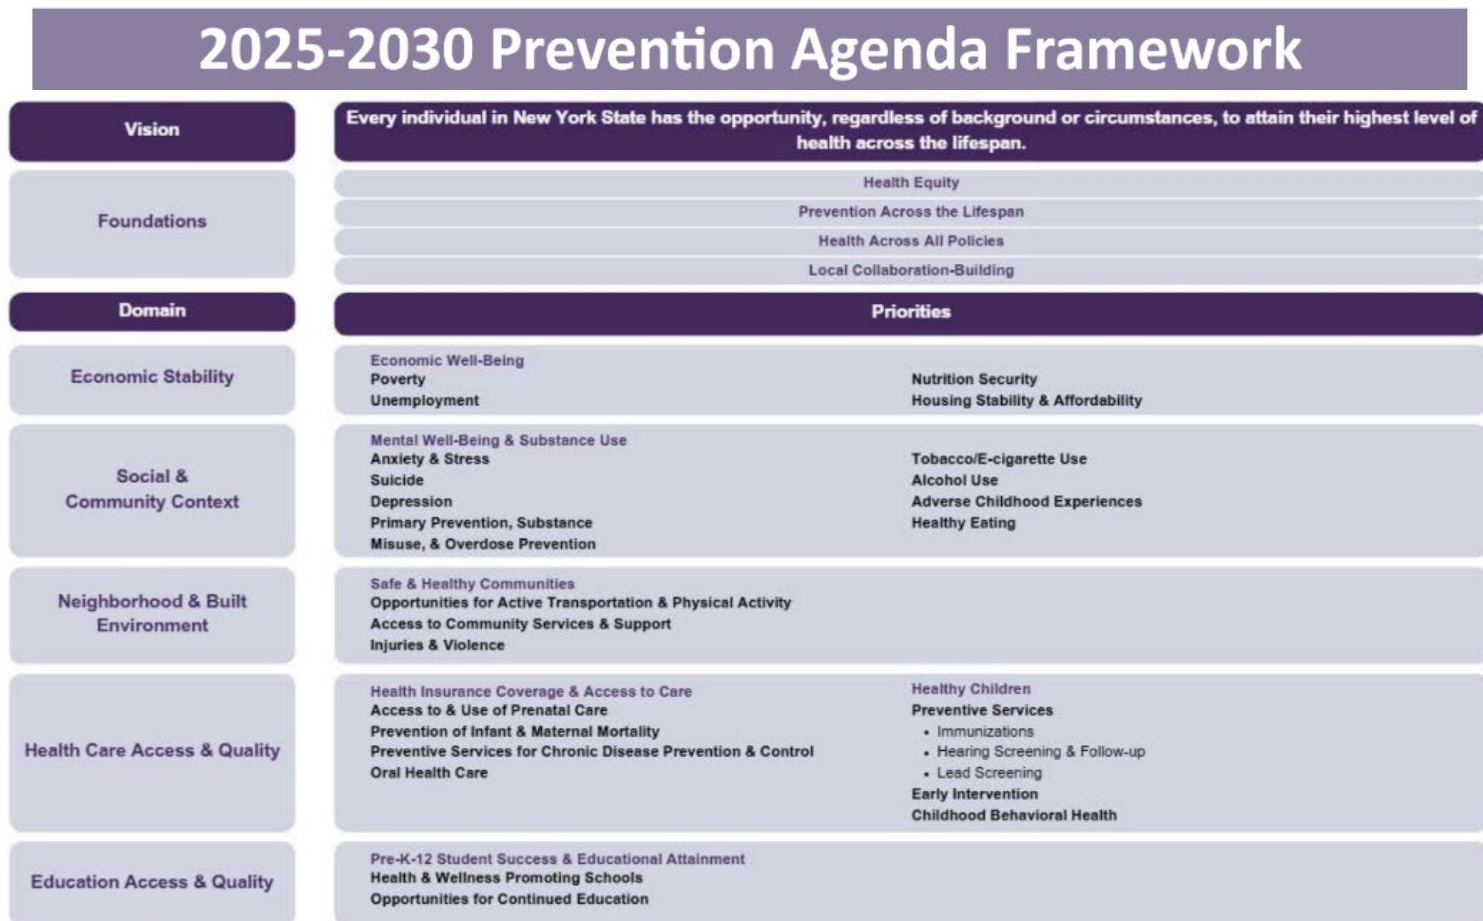 2025-2030 Prevention Agenda Framework
Vision
Every individual in New York State has the opportunity, regardless of background or circumstances, to attain their highest level of
health across the lifespan.
Foundations
Health Equity
Prevention Across the Lifespan
Health Across All Policies
Local Collaboration-Building
Domain
Priorities
Economic Stability
Economic Well-Being
Poverty
Unemployment
Nutrition Security
Housing Stability & Affordability
Social &
Community Context
Mental Well-Being & Substance Use
Anxiety & Stress
Suicide
Depression
Primary Prevention, Substance
Misuse, & Overdose Prevention
Tobacco/E-cigarette Use
Alcohol Use
Adverse Childhood Experiences
Healthy Eating
Neighborhood & Built
Environment
Safe & Healthy Communities
Opportunities for Active Transportation & Physical Activity
Access to Community Services & Support
Injuries & Violence
Health Care Access & Quality
Health Insurance Coverage & Access to Care
Access to & Use of Prenatal Care
Prevention of Infant & Maternal Mortality
Preventive Services for Chronic Disease Prevention & Control
Oral Health Care
Healthy Children
Preventive Services
• Immunizations
• Hearing Screening & Follow-up
• Lead Screening
Early Intervention
Childhood Behavioral Health
Education Access & Quality
Pre-K-12 Student Success & Educational Attainment
Health & Wellness Promoting Schools
Opportunities for Continued Education